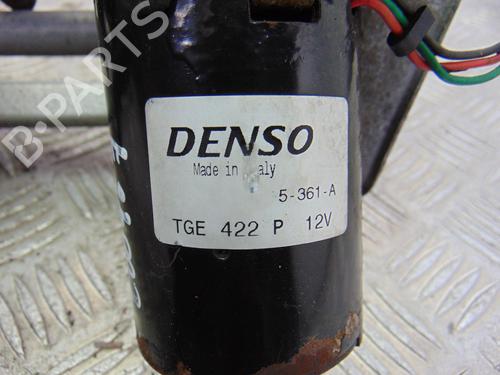 B-PARTS
DENSO
Made in Italy
5-361-A
TGE 422 P 12V